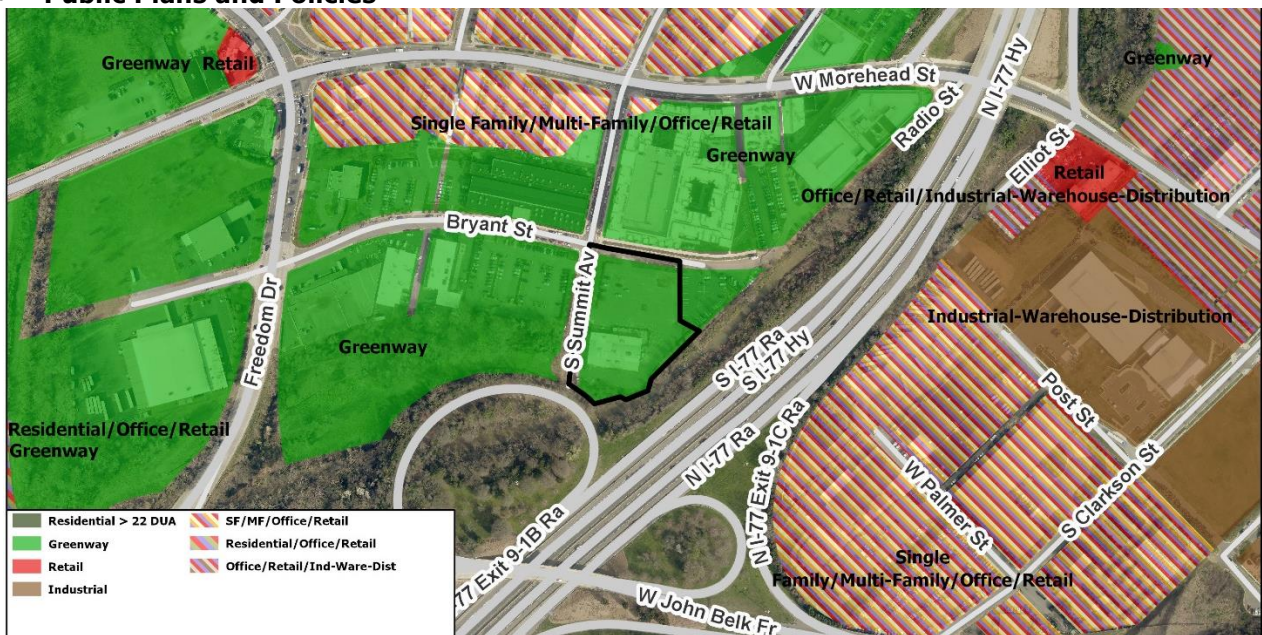 Public Plans and Policies
Greenway Retail
Greenway
W Morehead St
N I-77 Hy
Radio St
Single Family/Multi-Family/Office/Retail
Greenway
Elliot St
Retail
Office/Retail/Industrial-Warehouse-Distribution
Bryant St
S Summit Av
Freedom Dr
Greenway
Industrial-Warehouse-Distribution
S I-77 Ra
S I-77 Hy
N I-77 Ra
N I-77 Exit 9-1C Ra
Post St
W Palmer St
S Clarkson St
Residential/Office/Retail
Greenway
Single
Family/Multi-Family/Office/Retail
77 Exit 9-1B Ra
W John Belk Fr
Residential > 22 DUA
Greenway
Retail
Industrial
SF/MF/Office/Retail
Residential/Office/Retail
Office/Retail/Ind-Ware-Dist